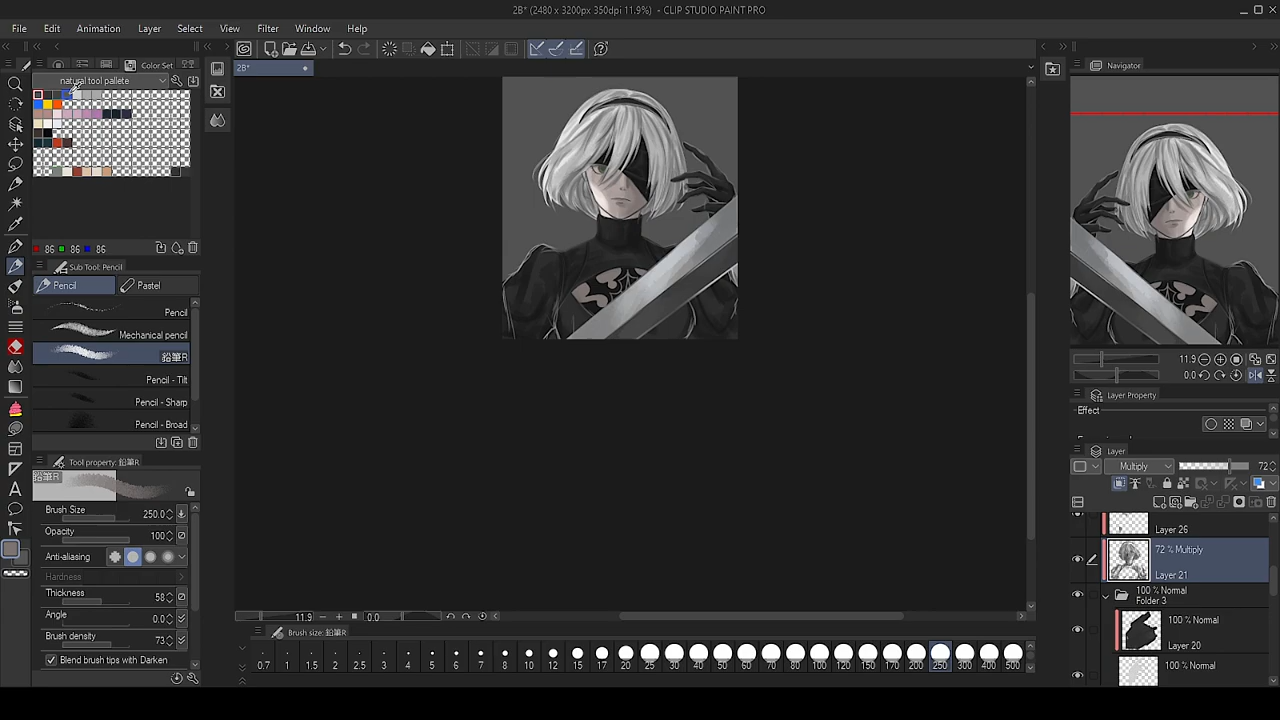 2B* (2480 x 3200px 350dpi 11.9%) - CLIP STUDIO PAINT PRO
File Edit Animation Layer Select View Filter Window Help
Color Set
2B*
Navigator
natural tool pallete
86 86 86
Sub Tool: Pencil
Pencil Pastel
Pencil
Mechanical pencil
鉛筆R
Pencil - Tilt
Pencil - Sharp
Pencil - Broad
Tool property: 鉛筆R
鉛筆R
Brush Size 250.0
Opacity 100
Anti-aliasing
Hardness
Thickness 58
Angle 0.0
Brush density 73
Blend brush tips with Darken
11.9 0.0
Brush size: 鉛筆R
0.7 1 1.5 2 2.5 3 4 5 6 7 8 10 12 15 17 20 25 30 40 50 60 70 80 100 120 150 170 200 250 300 400 500
11.9
0.0
Layer Property
Effect
Layer
Multiply 72
Layer 26
72 % Multiply
Layer 21
100 % Normal
Folder 3
100 % Normal
Layer 20
100 % Normal